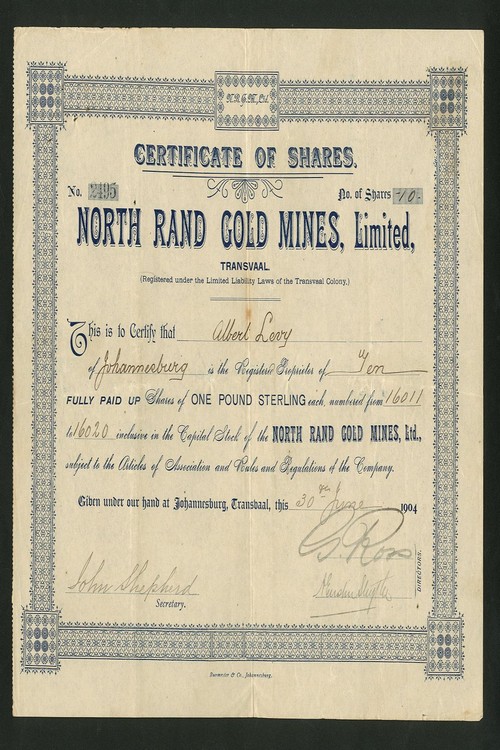 N.R.G.M. Ltd.
CERTIFICATE OF SHARES.
No. 2495 No. of Shares -10-
NORTH RAND GOLD MINES, Limited,
TRANSVAAL
(Registered under the Limited Liability Laws of the Transvaal Colony.)
This is to Certify that Albert Levy
of Johannesburg is the Registered Proprietor of Ten
FULLY PAID UP Shares of ONE POUND STERLING each, numbered from 16011
to 16020 inclusive in the Capital Stock of the NORTH RAND GOLD MINES, Ltd.,
subject to the Articles of Association and Rules and Regulations of the Company.
Given under our hand at Johannesburg, Transvaal, this 30th June 1904
G. Ross
DIRECTORS.
John Shepherd
Secretary.
& Co., Johannesburg.